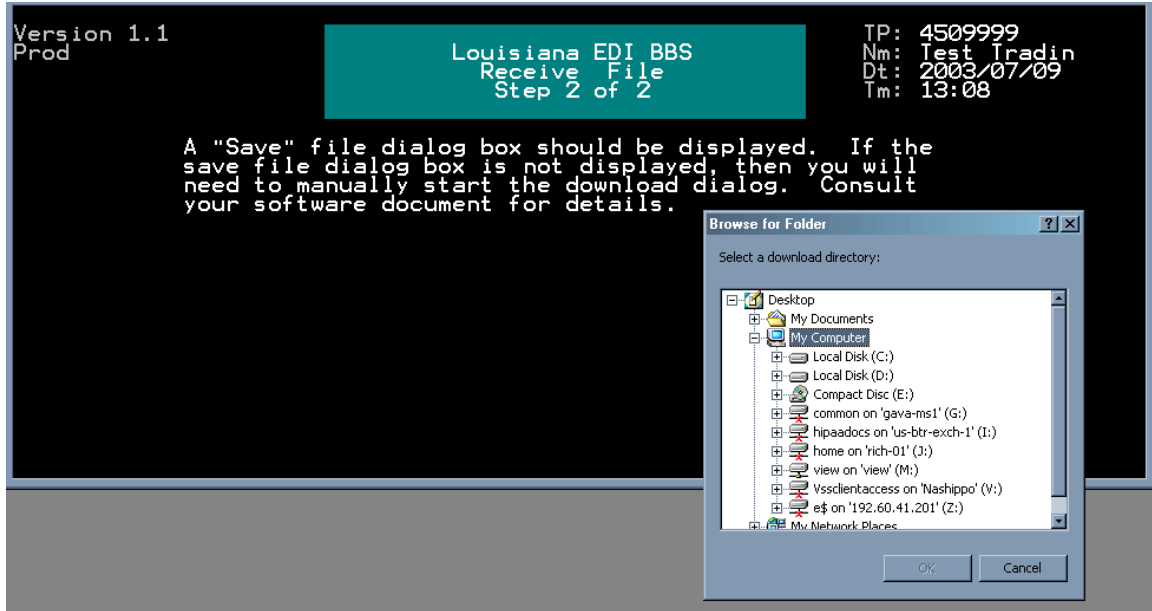 Version 1.1
Prod
Louisiana EDI BBS
Receive File
Step 2 of 2
TP: 4509999
Nm: Test Tradin
Dt: 2003/07/09
Tm: 13:08
A "Save" file dialog box should be displayed. If the
save file dialog box is not displayed, then you will
need to manually start the download dialog. Consult
your software document for details.
Browse for Folder
Select a download directory:
Desktop
My Documents
My Computer
Local Disk (C:)
Local Disk (D:)
Compact Disc (E:)
common on 'gava-ms1' (G:)
hipaadocs on 'us-btr-exch-1' (I:)
home on 'rich-01' (J:)
view on 'view' (M:)
Vssclientaccess on 'Nashippo' (V:)
e$ on '192.60.41.201' (Z:)
My Network Places
OK
Cancel